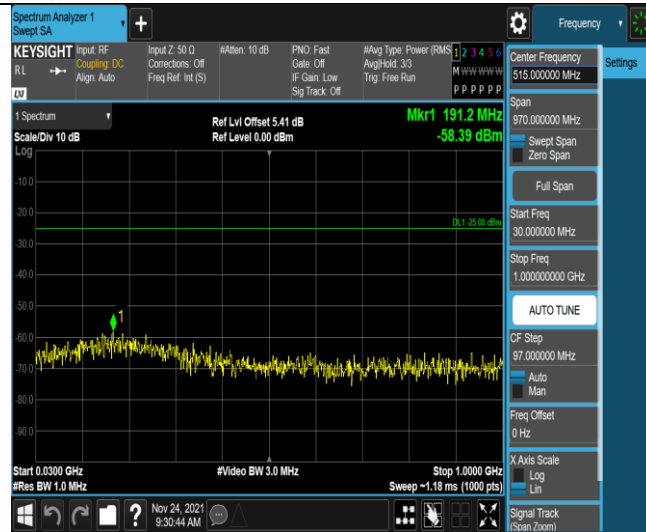 Spectrum Analyzer 1
Swept SA
+
Frequency
KEYSIGHT
RL
LXI
Input: RF
Coupling: DC
Align: Auto
Input Z: 50 Ω
Corrections: Off
Freq Ref: Int (S)
#Atten: 10 dB
PNO: Fast
Gate: Off
IF Gain: Low
Sig Track: Off
#Avg Type: Power (RMS
Avg|Hold: 3/3
Trig: Free Run
1 2 3 4 5 6
M W W W W W
P P P P P P
Center Frequency
515.000000 MHz
Settings
Span
970.000000 MHz
Swept Span
Zero Span
Full Span
Start Freq
30.000000 MHz
Stop Freq
1.000000000 GHz
AUTO TUNE
CF Step
97.000000 MHz
Auto
Man
Freq Offset
0 Hz
X Axis Scale
Log
Lin
Signal Track
(Span Zoom)
1 Spectrum
Scale/Div 10 dB
Log
Ref Lvl Offset 5.41 dB
Ref Level 0.00 dBm
Mkr1 191.2 MHz
-58.39 dBm
-10.0
-20.0
DL1 -25.00 dBm
-30.0
-40.0
-50.0
1
-60.0
-70.0
-80.0
-90.0
Start 0.0300 GHz
#Res BW 1.0 MHz
#Video BW 3.0 MHz
Stop 1.0000 GHz
Sweep ~1.18 ms (1000 pts)
?
Nov 24, 2021
9:30:44 AM